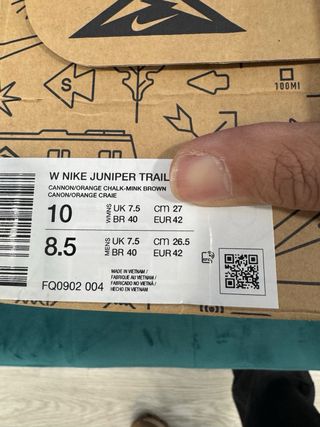 S
100MI
W NIKE JUNIPER TRAIL
CANNON/ORANGE CHALK-MINK BROWN
CANON/ORANGE CRAIE
10 WMNS UK 7.5 cm 27
BR 40 EUR 42
8.5 MENS UK 7.5 cm 26.5
BR 40 EUR 42
MADE IN VIETNAM /
FABRIQUE AU VIETNAM /
FABRICADO NO VIETNÃ /
HECHO EN VIETNAM
FQ0902 004